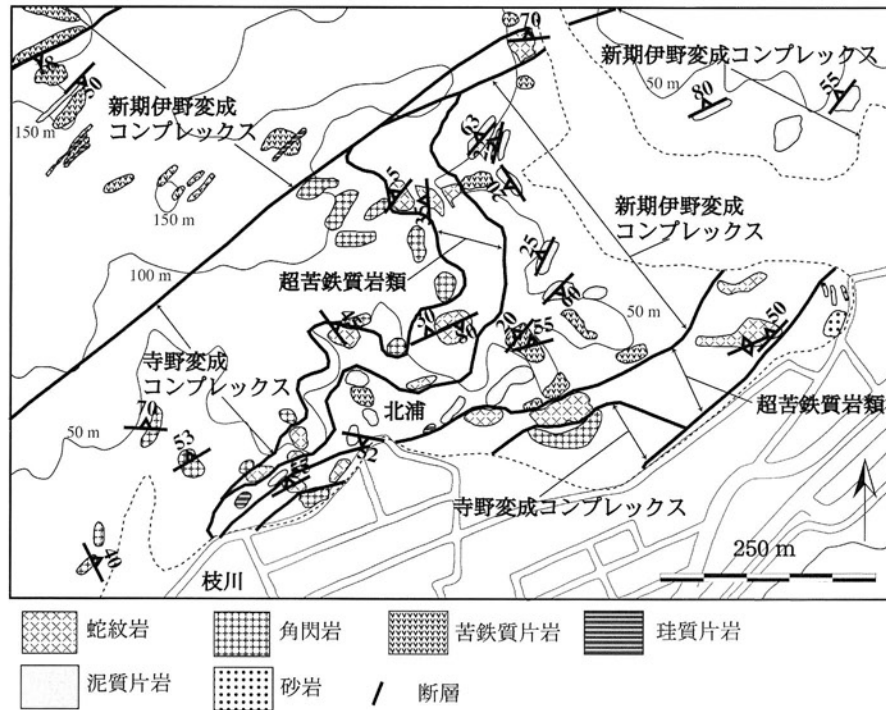 70
新期伊野変成コンプレックス
50 m
80
55
50
新期伊野変成
コンプレックス
150 m
63
150 m
新期伊野変成
コンプレックス
25
100 m
超苦鉄質岩類
50 m
50
60
50
80
20
55
寺野変成
コンプレックス
北浦
超苦鉄質岩類
50 m
70
53
52
寺野変成コンプレックス
40
枝川
250 m
蛇紋岩
角閃岩
苦鉄質片岩
珪質片岩
泥質片岩
砂岩
断層